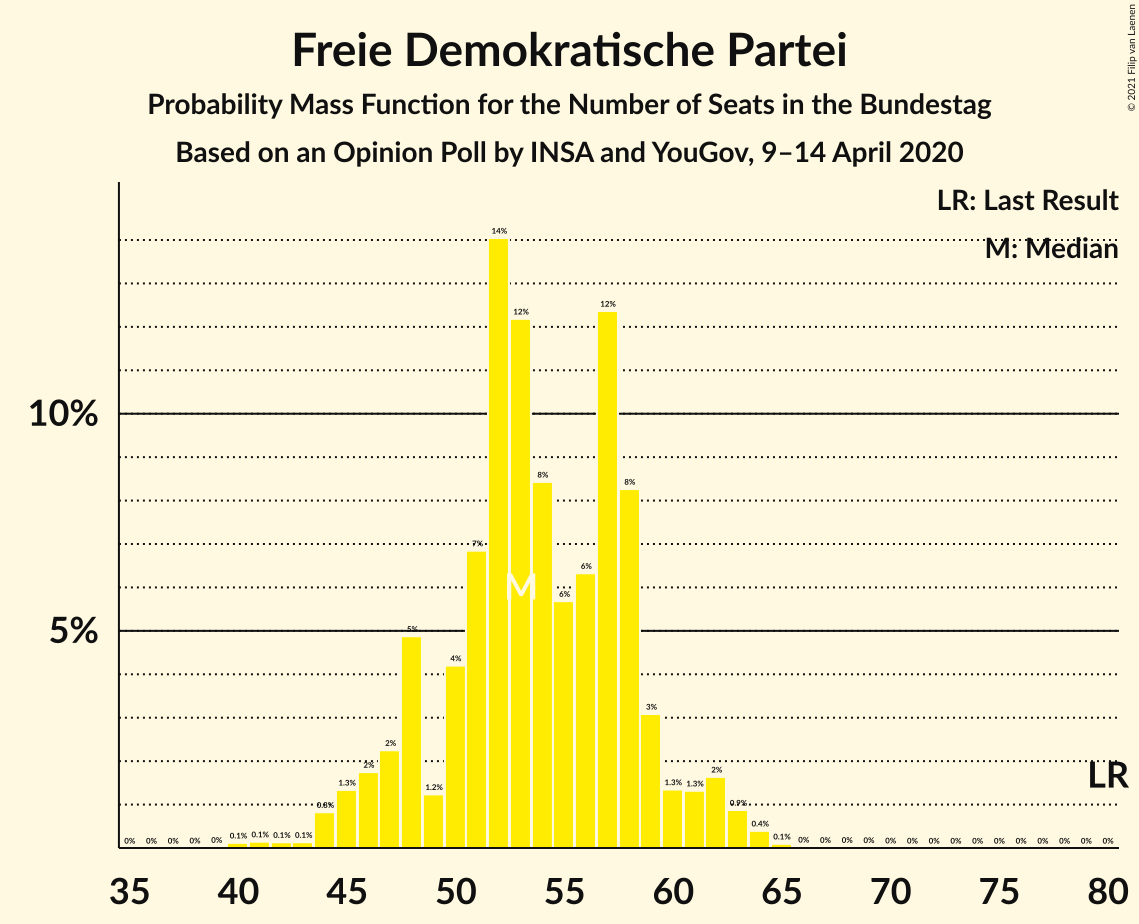 © 2021 Filip van Laenen
Freie Demokratische Partei
Probability Mass Function for the Number of Seats in the Bundestag
Based on an Opinion Poll by INSA and YouGov, 9–14 April 2020
LR: Last Result
M: Median
10%
5%
0% 0% 0% 0% 0% 0.1% 0.1% 0.1% 0.1% 0.8% 1.3% 2% 2% 5% 1.2% 4% 7% 14% 12% 8% 6% 6% 12% 8% 3% 1.3% 1.3% 2% 0.9% 0.4% 0.1% 0% 0% 0% 0% 0% 0% 0% 0% 0% 0% 0% 0% 0% 0% 0%
M
LR
35 40 45 50 55 60 65 70 75 80